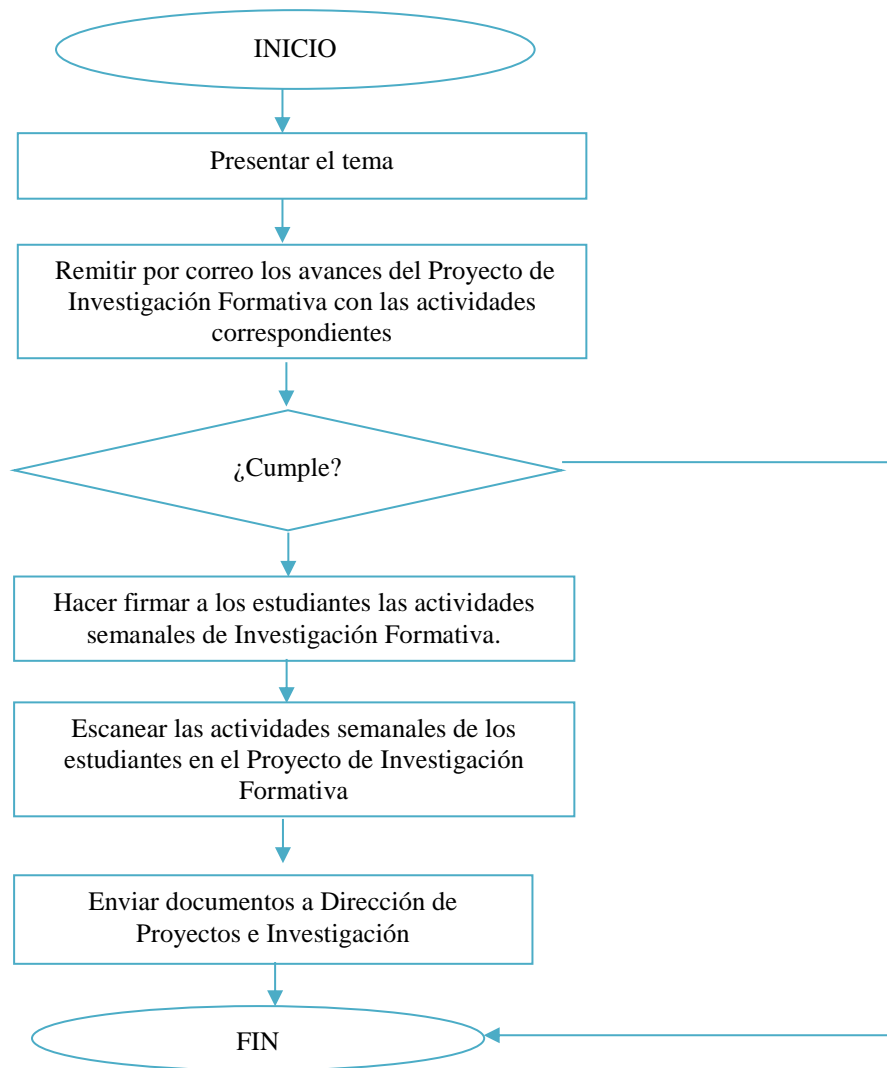 INICIO
Presentar el tema
Remitir por correo los avances del Proyecto de
Investigación Formativa con las actividades
correspondientes
¿Cumple?
Hacer firmar a los estudiantes las actividades
semanales de Investigación Formativa.
Escanear las actividades semanales de los
estudiantes en el Proyecto de Investigación
Formativa
Enviar documentos a Dirección de
Proyectos e Investigación
FIN